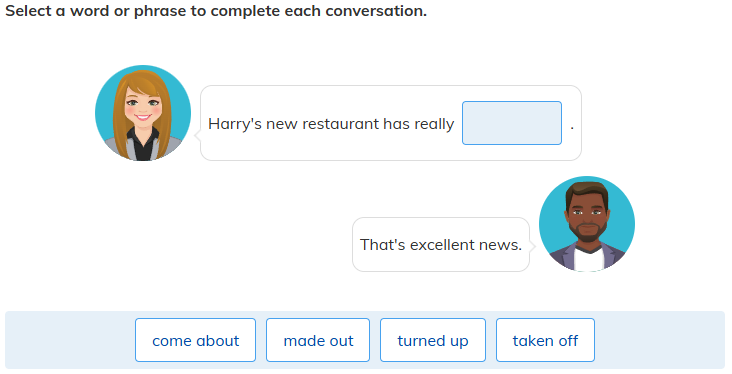 Select a word or phrase to complete each conversation.
Harry's new restaurant has really .
That's excellent news.
come about made out turned up taken off